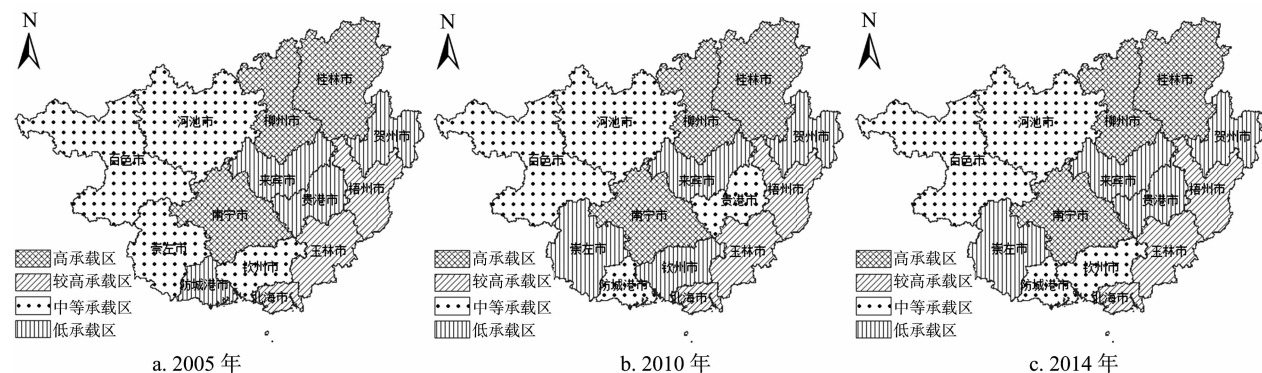 N
桂林市
柳州市
河池市
贺州市
百色市
来宾市
梧州市
贵港市
南宁市
崇左市
玉林市
钦州市
防城港市
北海市
高承载区
较高承载区
中等承载区
低承载区
a. 2005 年
N
桂林市
柳州市
河池市
贺州市
百色市
来宾市
梧州市
贵港市
南宁市
崇左市
玉林市
钦州市
防城港市
北海市
高承载区
较高承载区
中等承载区
低承载区
b. 2010 年
N
桂林市
柳州市
河池市
贺州市
百色市
来宾市
梧州市
贵港市
南宁市
崇左市
玉林市
钦州市
防城港市
北海市
高承载区
较高承载区
中等承载区
低承载区
c. 2014 年